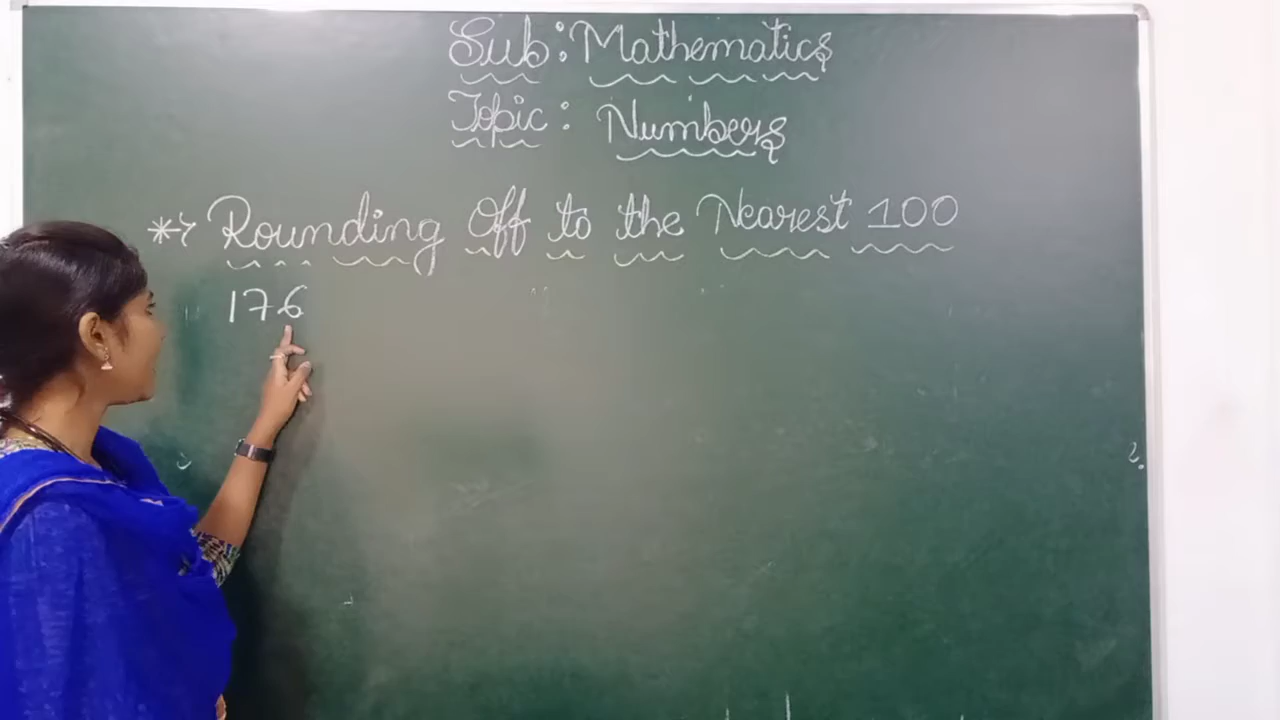 Sub: Mathematics
Topic: Numbers
* Rounding Off to the Nearest 100
176